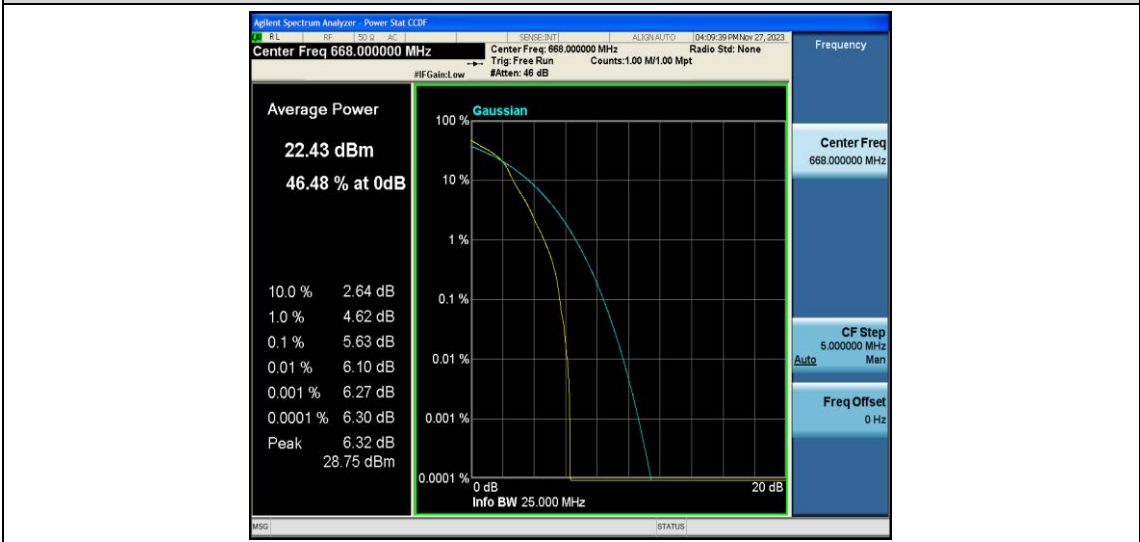 Agilent Spectrum Analyzer - Power Stat CCDF
LXI RL RF 50 Ω AC SENSE:INT ALIGN AUTO 04:09:39 PM Nov 27, 2023
Center Freq 668.000000 MHz
Center Freq: 668.000000 MHz Radio Std: None
Trig: Free Run Counts:1.00 M/1.00 Mpt
#IFGain:Low #Atten: 46 dB
Frequency
Average Power
22.43 dBm
46.48 % at 0dB
10.0 % 2.64 dB
1.0 % 4.62 dB
0.1 % 5.63 dB
0.01 % 6.10 dB
0.001 % 6.27 dB
0.0001 % 6.30 dB
Peak 6.32 dB
28.75 dBm
Gaussian
100 %
10 %
1 %
0.1 %
0.01 %
0.001 %
0.0001 %
0 dB 20 dB
Info BW 25.000 MHz
Center Freq
668.000000 MHz
CF Step
5.000000 MHz
Auto Man
Freq Offset
0 Hz
MSG STATUS